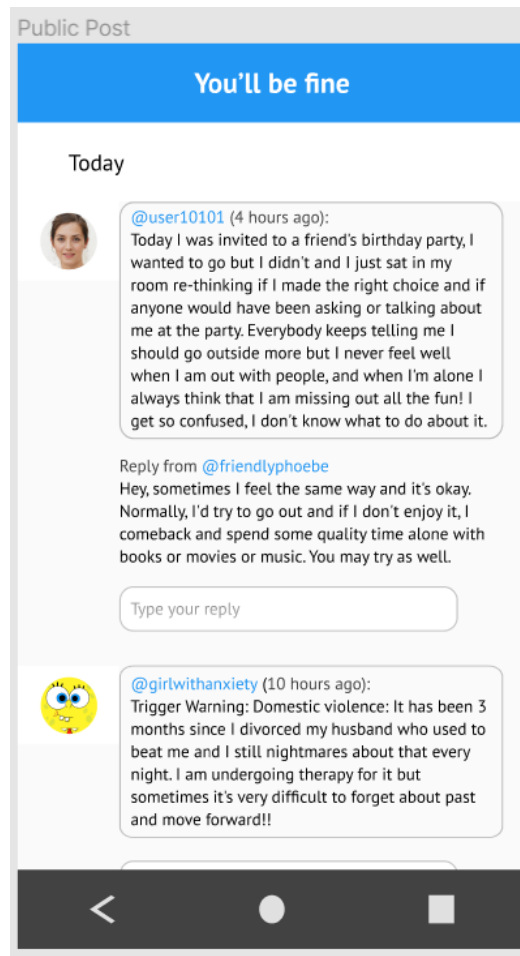 Public Post
You'll be fine
Today
@user10101 (4 hours ago):
Today I was invited to a friend's birthday party, I
wanted to go but I didn't and I just sat in my
room re-thinking if I made the right choice and if
anyone would have been asking or talking about
me at the party. Everybody keeps telling me I
should go outside more but I never feel well
when I am out with people, and when I'm alone I
always think that I am missing out all the fun! I
get so confused, I don't know what to do about it.
Reply from @friendlyphoebe
Hey, sometimes I feel the same way and it's okay.
Normally, I'd try to go out and if I don't enjoy it, I
comeback and spend some quality time alone with
books or movies or music. You may try as well.
Type your reply
@girlwithanxiety (10 hours ago):
Trigger Warning: Domestic violence: It has been 3
months since I divorced my husband who used to
beat me and I still nightmares about that every
night. I am undergoing therapy for it but
sometimes it's very difficult to forget about past
and move forward!!